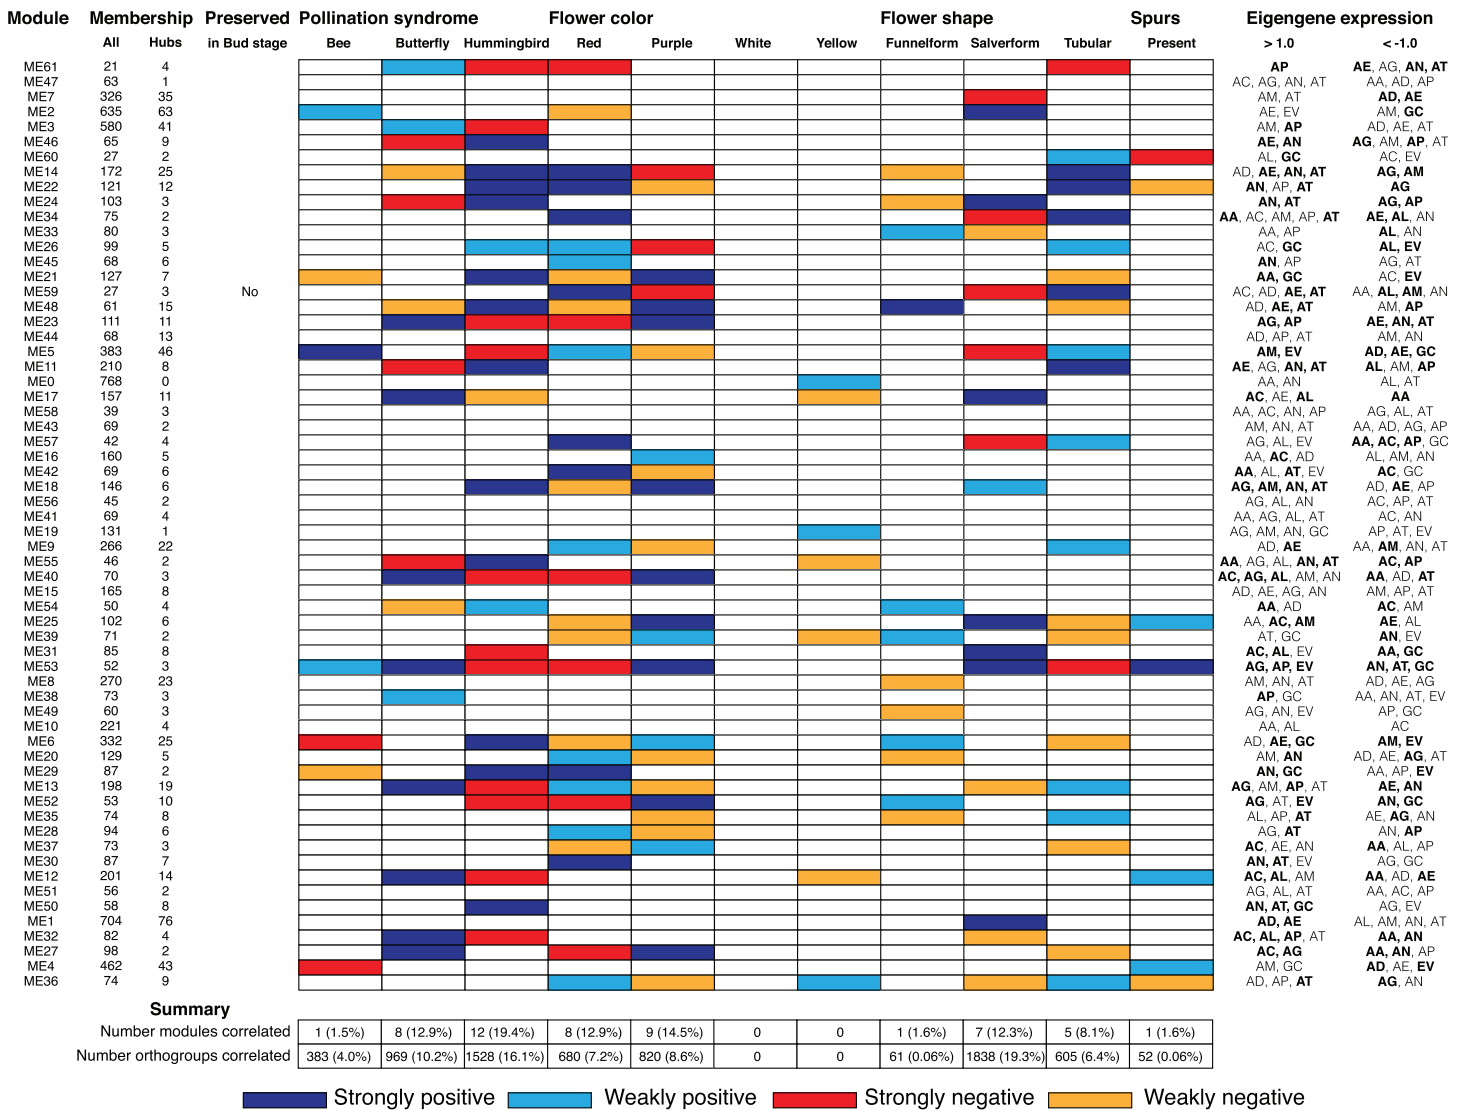 Module Membership Preserved Pollination syndrome Flower color Flower shape Spurs Eigengene expression
All Hubs in Bud stage Bee Butterfly Hummingbird Red Purple White Yellow Funnelform Salverform Tubular Present > 1.0 < -1.0
ME61 21 4 AP AE, AG, AN, AT
ME47 63 1 AC, AG, AN, AT AA, AD, AP
ME7 326 35 AM, AT AD, AE
ME2 635 63 AE, EV AM, GC
ME3 580 41 AM, AP AD, AE, AT
ME46 65 9 AE, AN AG, AM, AP, AT
ME60 27 2 AL, GC AC, EV
ME14 172 25 AD, AE, AN, AT AG, AM
ME22 121 12 AN, AP, AT AG
ME24 103 3 AN, AT AG, AP
ME34 75 2 AA, AC, AM, AP, AT AE, AL, AN
ME33 80 3 AA, AP AL, AN
ME26 99 5 AC, GC AL, EV
ME45 68 6 AN, AP AG, AT
ME21 127 7 AA, GC AC, EV
ME59 27 3 No AC, AD, AE, AT AA, AL, AM, AN
ME48 61 15 AD, AE, AT AM, AP
ME23 111 11 AG, AP AE, AN, AT
ME44 68 13 AD, AP, AT AM, AN
ME5 383 46 AM, EV AD, AE, GC
ME11 210 8 AE, AG, AN, AT AL, AM, AP
ME0 768 0 AA, AN AL, AT
ME17 157 11 AC, AE, AL AA
ME58 39 3 AA, AC, AN, AP AG, AL, AT
ME43 69 2 AM, AN, AT AA, AD, AG, AP
ME57 42 4 AG, AL, EV AA, AC, AP, GC
ME16 160 5 AA, AC, AD AL, AM, AN
ME42 69 6 AA, AL, AT, EV AC, GC
ME18 146 6 AG, AM, AN, AT AD, AE, AP
ME56 45 2 AG, AL, AN AC, AP, AT
ME41 69 4 AA, AG, AL, AT AC, AN
ME19 131 1 AG, AM, AN, GC AP, AT, EV
ME9 266 22 AD, AE AA, AM, AN, AT
ME55 46 2 AA, AG, AL, AN, AT AC, AP
ME40 70 3 AC, AG, AL, AM, AN AA, AD, AT
ME15 165 8 AD, AE, AG, AN AM, AP, AT
ME54 50 4 AA, AD AC, AM
ME25 102 6 AA, AC, AM AE, AL
ME39 71 2 AT, GC AN, EV
ME31 85 8 AC, AL, EV AA, GC
ME53 52 3 AG, AP, EV AN, AT, GC
ME8 270 23 AM, AN, AT AD, AE, AG
ME38 73 3 AP, GC AA, AN, AT, EV
ME49 60 3 AG, AN, EV AP, GC
ME10 221 4 AA, AL AC
ME6 332 25 AD, AE, GC AM, EV
ME20 129 5 AM, AN AD, AE, AG, AT
ME29 87 2 AN, GC AA, AP, EV
ME13 198 19 AG, AM, AP, AT AE, AN
ME52 53 10 AG, AT, EV AN, GC
ME35 74 8 AL, AP, AT AE, AG, AN
ME28 94 6 AG, AT AN, AP
ME37 73 3 AC, AE, AN AA, AL, AP
ME30 87 7 AN, AT, EV AG, GC
ME12 201 14 AC, AL, AM AA, AD, AE
ME51 56 2 AG, AL, AT AA, AC, AP
ME50 58 8 AN, AT, GC AG, EV
ME1 704 76 AD, AE AL, AM, AN, AT
ME32 82 4 AC, AL, AP, AT AA, AN
ME27 98 2 AC, AG AA, AN, AP
ME4 462 43 AM, GC AD, AE, EV
ME36 74 9 AD, AP, AT AG, AN
Summary
Number modules correlated 1 (1.5%) 8 (12.9%) 12 (19.4%) 8 (12.9%) 9 (14.5%) 0 0 1 (1.6%) 7 (12.3%) 5 (8.1%) 1 (1.6%)
Number orthogroups correlated 383 (4.0%) 969 (10.2%) 1528 (16.1%) 680 (7.2%) 820 (8.6%) 0 0 61 (0.06%) 1838 (19.3%) 605 (6.4%) 52 (0.06%)
Strongly positive Weakly positive Strongly negative Weakly negative